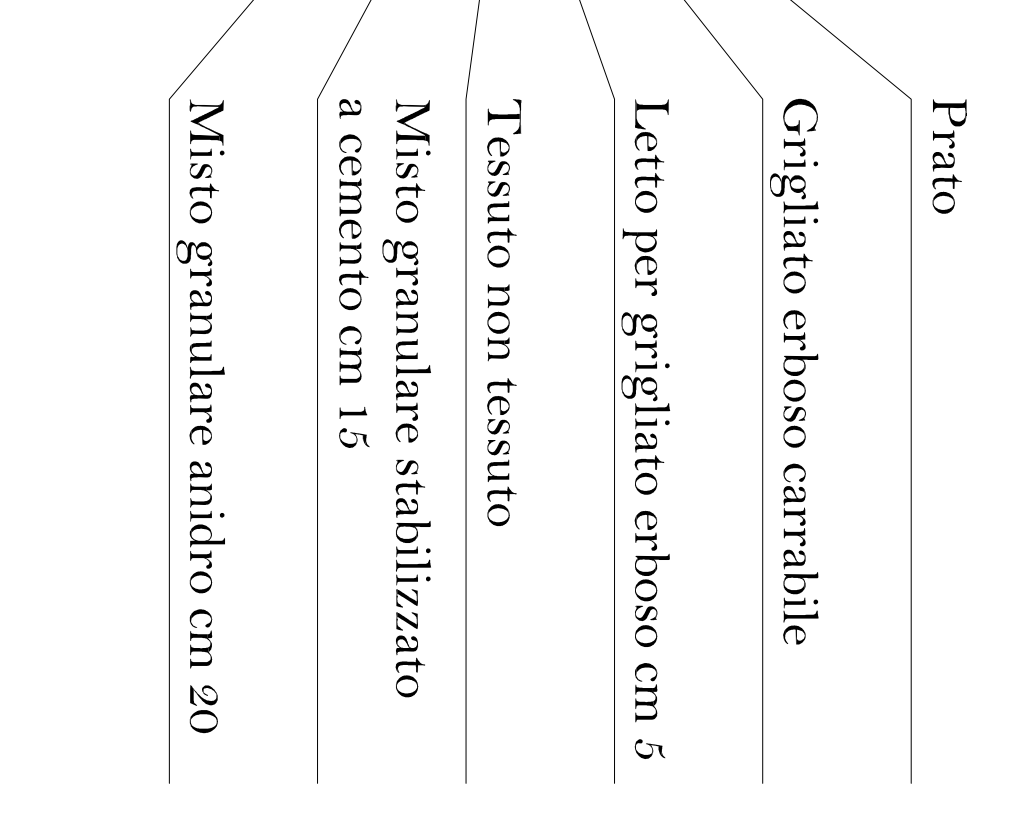 Prato
Grigliato erboso carrabile
Letto per grigliato erboso cm 5
Tessuto non tessuto
Misto granulare stabilizzato
a cemento cm 15
Misto granulare anidro cm 20